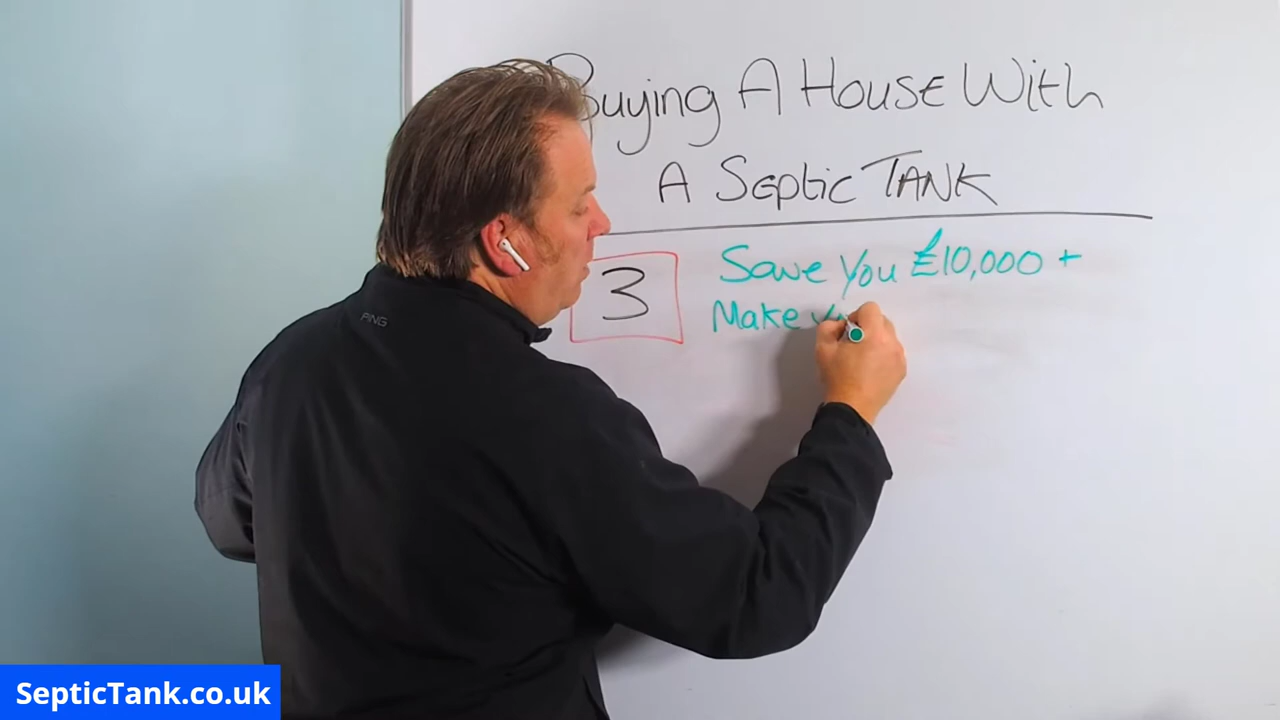 Buying A House With
A Septic TANK
3
Save You £10,000 +
Make
PING
SepticTank.co.uk